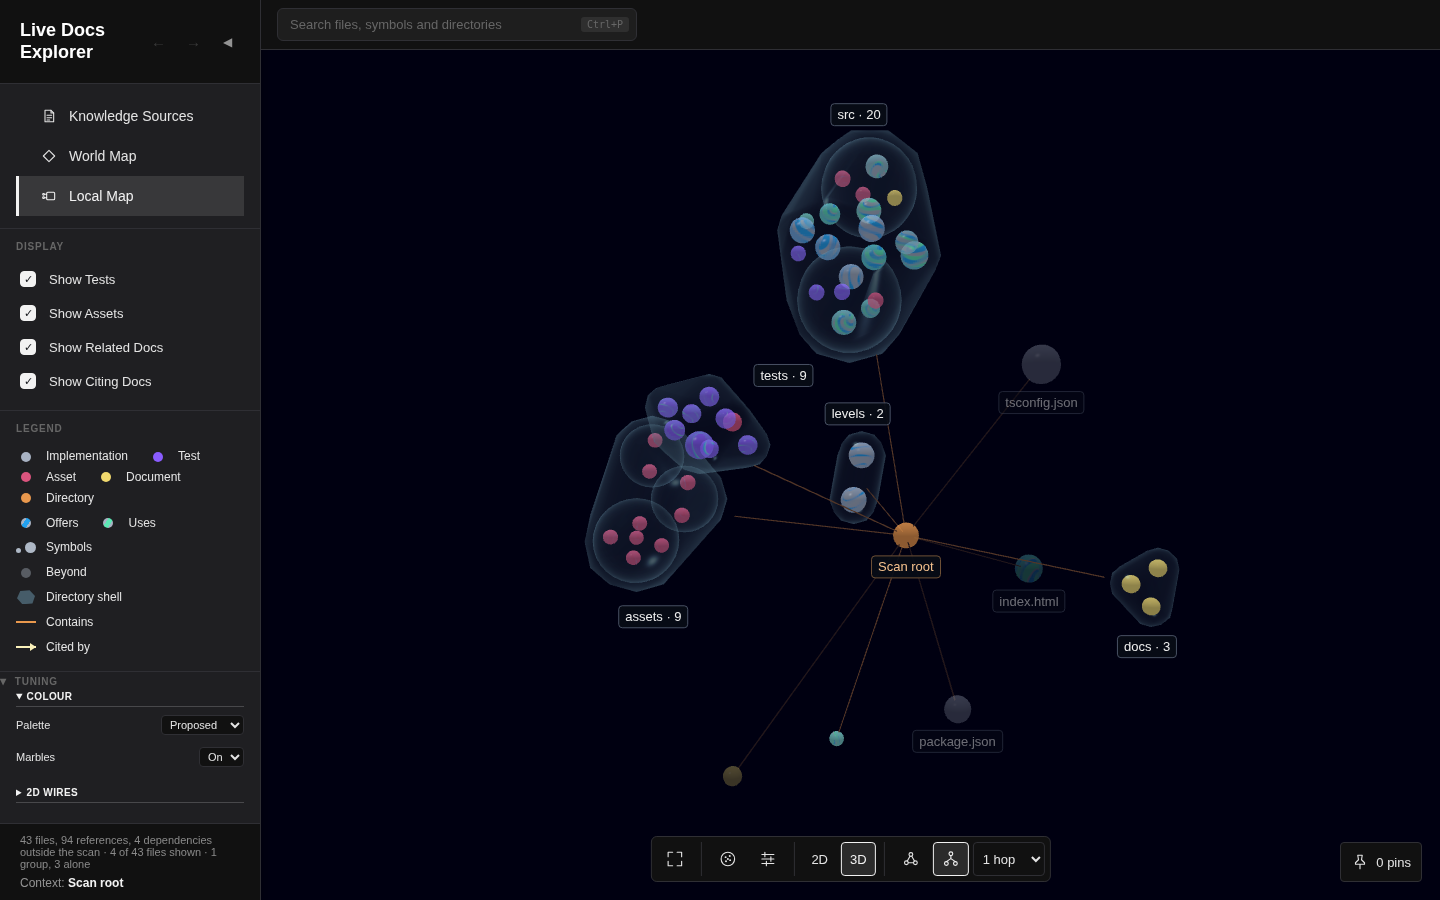 Live Docs
Explorer
Search files, symbols and directories
Ctrl+P
Knowledge Sources
World Map
Local Map
DISPLAY
Show Tests
Show Assets
Show Related Docs
Show Citing Docs
LEGEND
Implementation
Test
Asset
Document
Directory
Offers
Uses
Symbols
Beyond
Directory shell
Contains
Cited by
TUNING
COLOUR
Palette
Proposed
Marbles
On
2D WIRES
43 files, 94 references, 4 dependencies
outside the scan · 4 of 43 files shown · 1
group, 3 alone
Context: Scan root
src · 20
tests · 9
tsconfig.json
levels · 2
Scan root
index.html
assets · 9
docs · 3
package.json
2D
3D
1 hop
0 pins